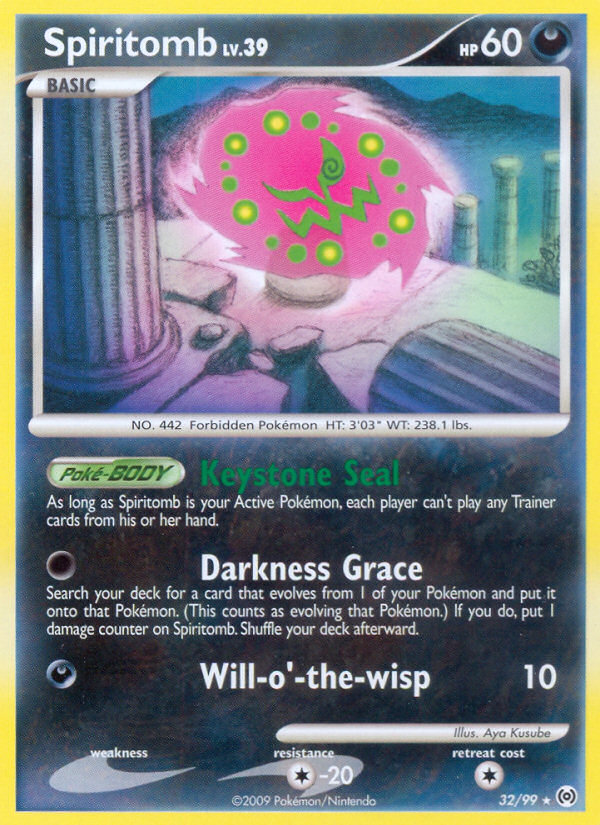 Spiritomb LV.39 HP 60
BASIC
NO. 442 Forbidden Pokémon HT: 3'03" WT: 238.1 lbs.
Poké-BODY Keystone Seal
As long as Spiritomb is your Active Pokémon, each player can't play any Trainer
cards from his or her hand.
Darkness Grace
Search your deck for a card that evolves from 1 of your Pokémon and put it
onto that Pokémon. (This counts as evolving that Pokémon.) If you do, put 1
damage counter on Spiritomb. Shuffle your deck afterward.
Will-o'-the-wisp 10
Illus. Aya Kusube
weakness resistance retreat cost
-20
©2009 Pokémon/Nintendo 32/99 ★